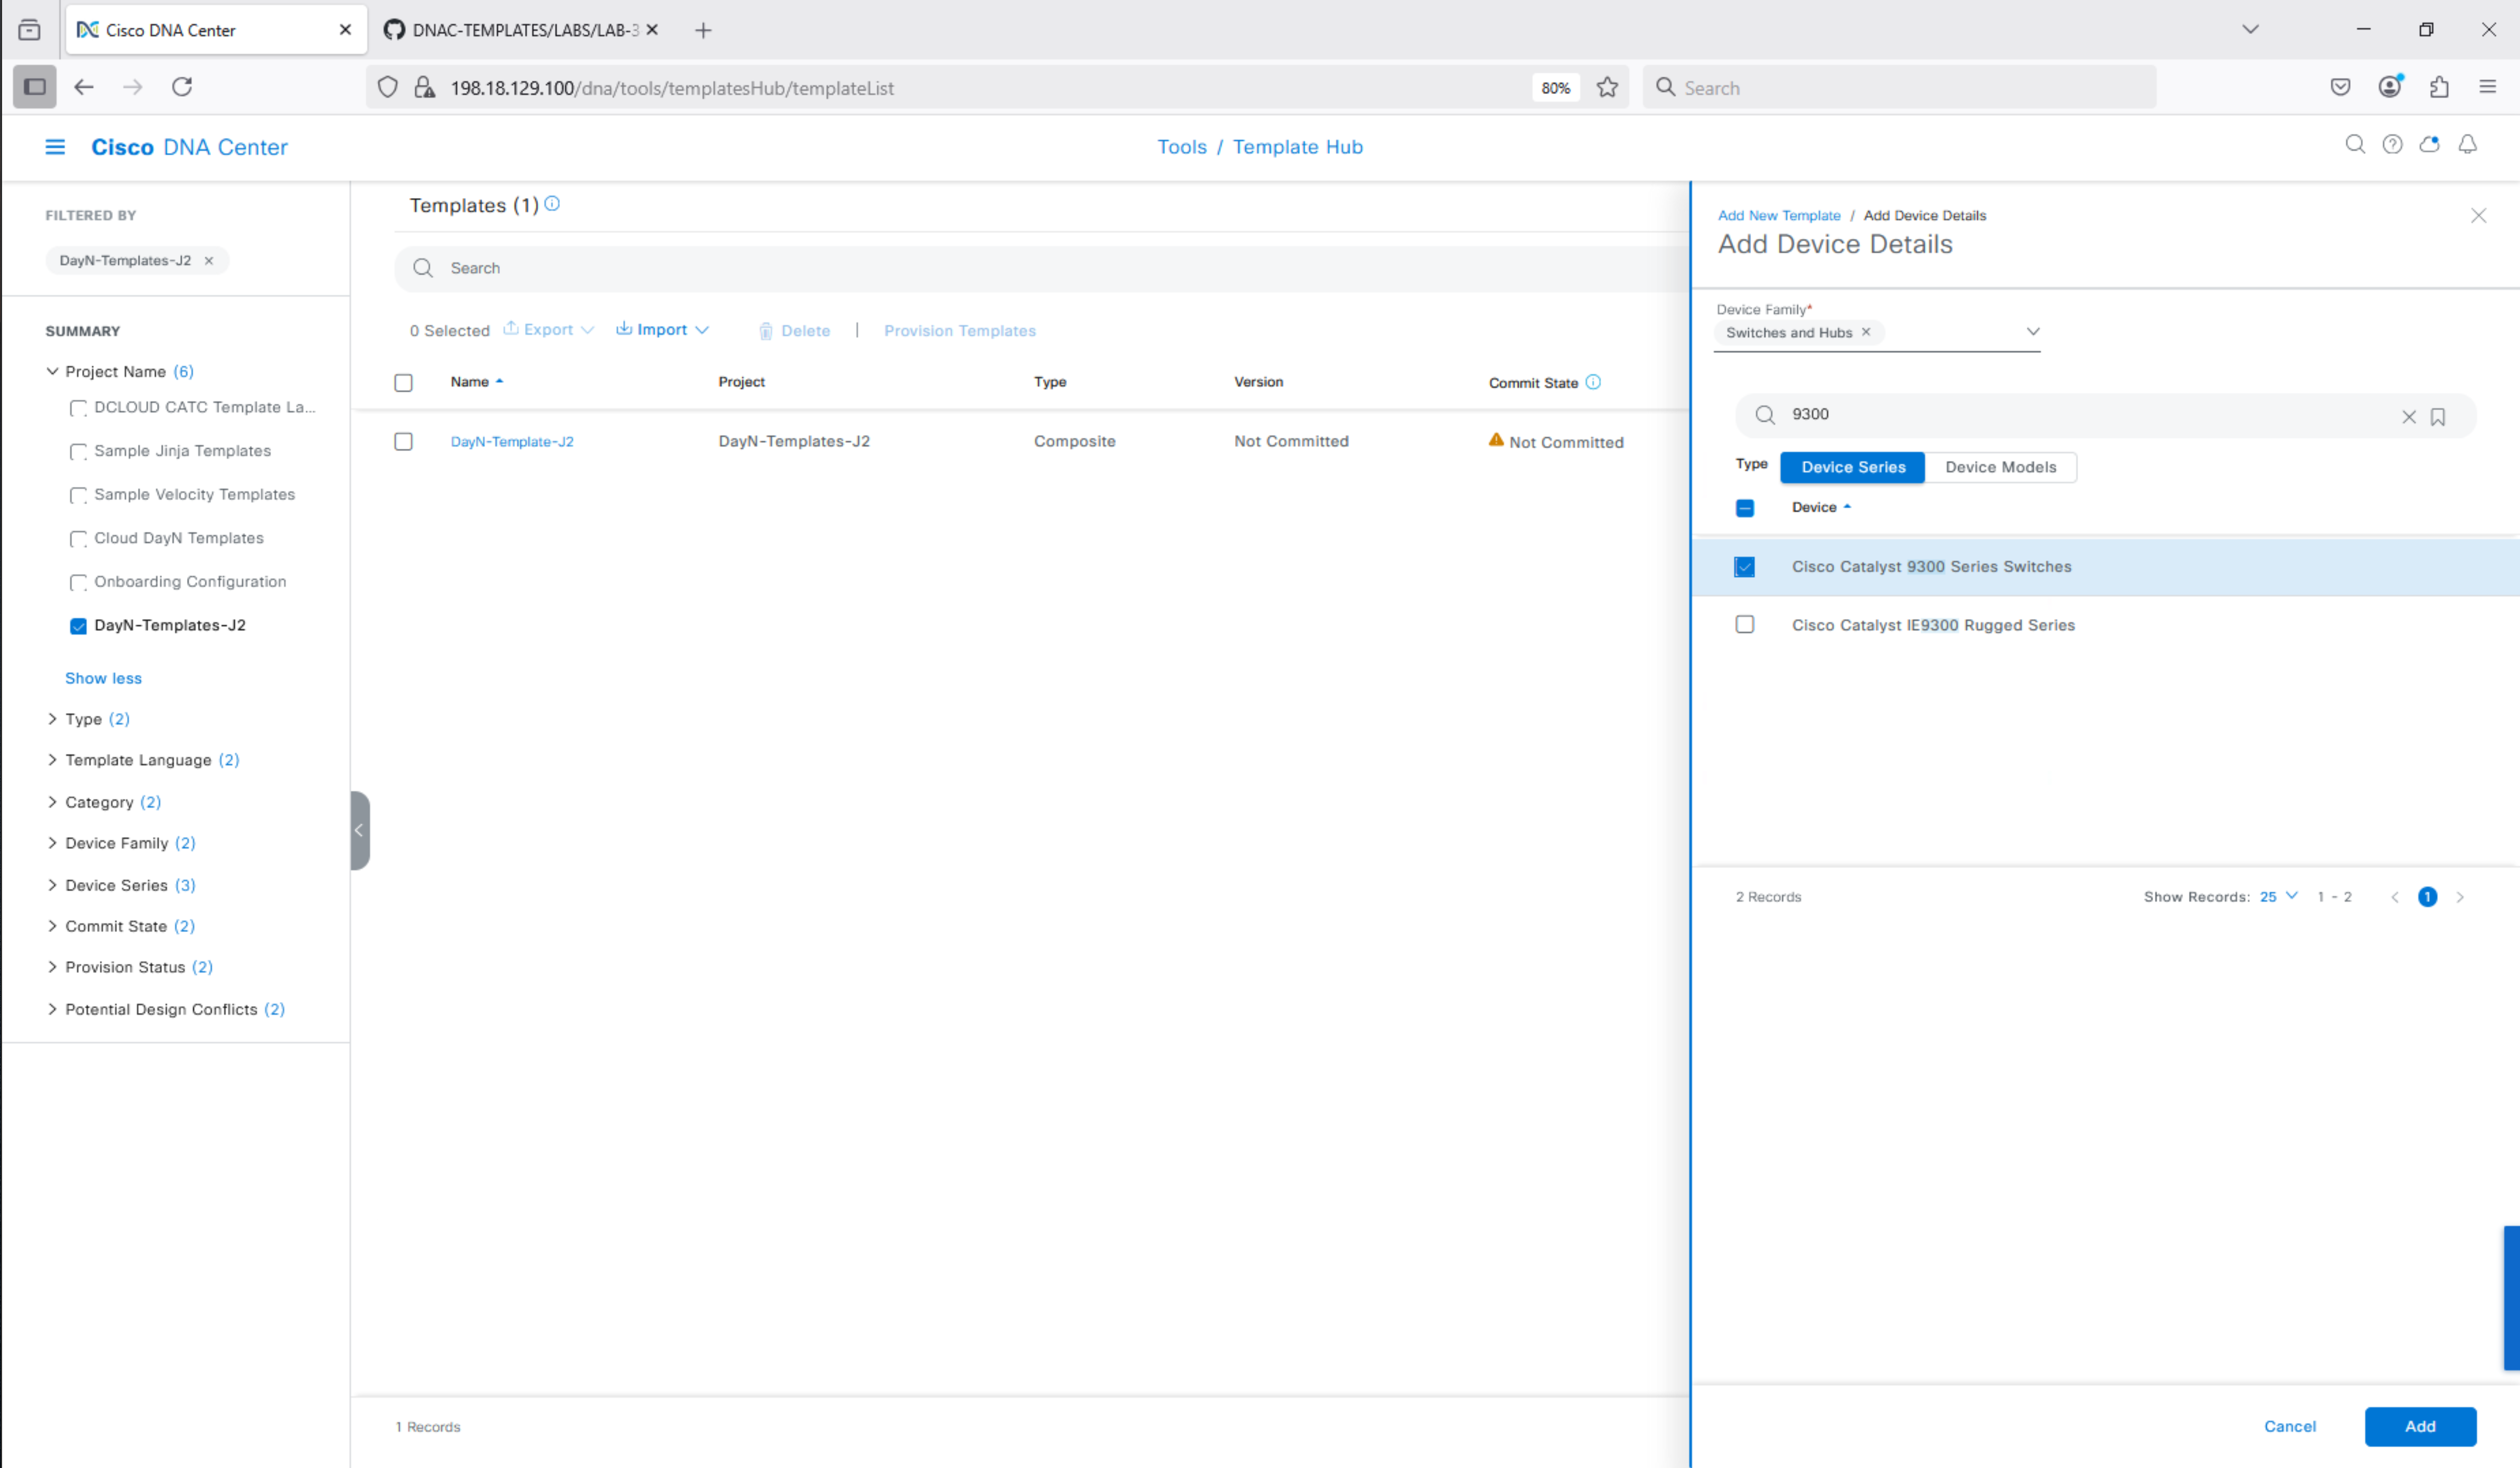 Cisco DNA Center
DNAC-TEMPLATES/LABS/LAB-3
198.18.129.100/dna/tools/templatesHub/templateList
80%
Search
Cisco DNA Center
Tools / Template Hub
FILTERED BY
DayN-Templates-J2
SUMMARY
Project Name (6)
DCLOUD CATC Template La...
Sample Jinja Templates
Sample Velocity Templates
Cloud DayN Templates
Onboarding Configuration
DayN-Templates-J2
Show less
Type (2)
Template Language (2)
Category (2)
Device Family (2)
Device Series (3)
Commit State (2)
Provision Status (2)
Potential Design Conflicts (2)
Templates (1)
Search
0 Selected Export Import Delete | Provision Templates
Name Project Type Version Commit State
DayN-Template-J2 DayN-Templates-J2 Composite Not Committed Not Committed
1 Records
Add New Template / Add Device Details
Add Device Details
Device Family*
Switches and Hubs
9300
Type Device Series Device Models
Device
Cisco Catalyst 9300 Series Switches
Cisco Catalyst IE9300 Rugged Series
2 Records Show Records: 25 1 - 2 1
Cancel Add